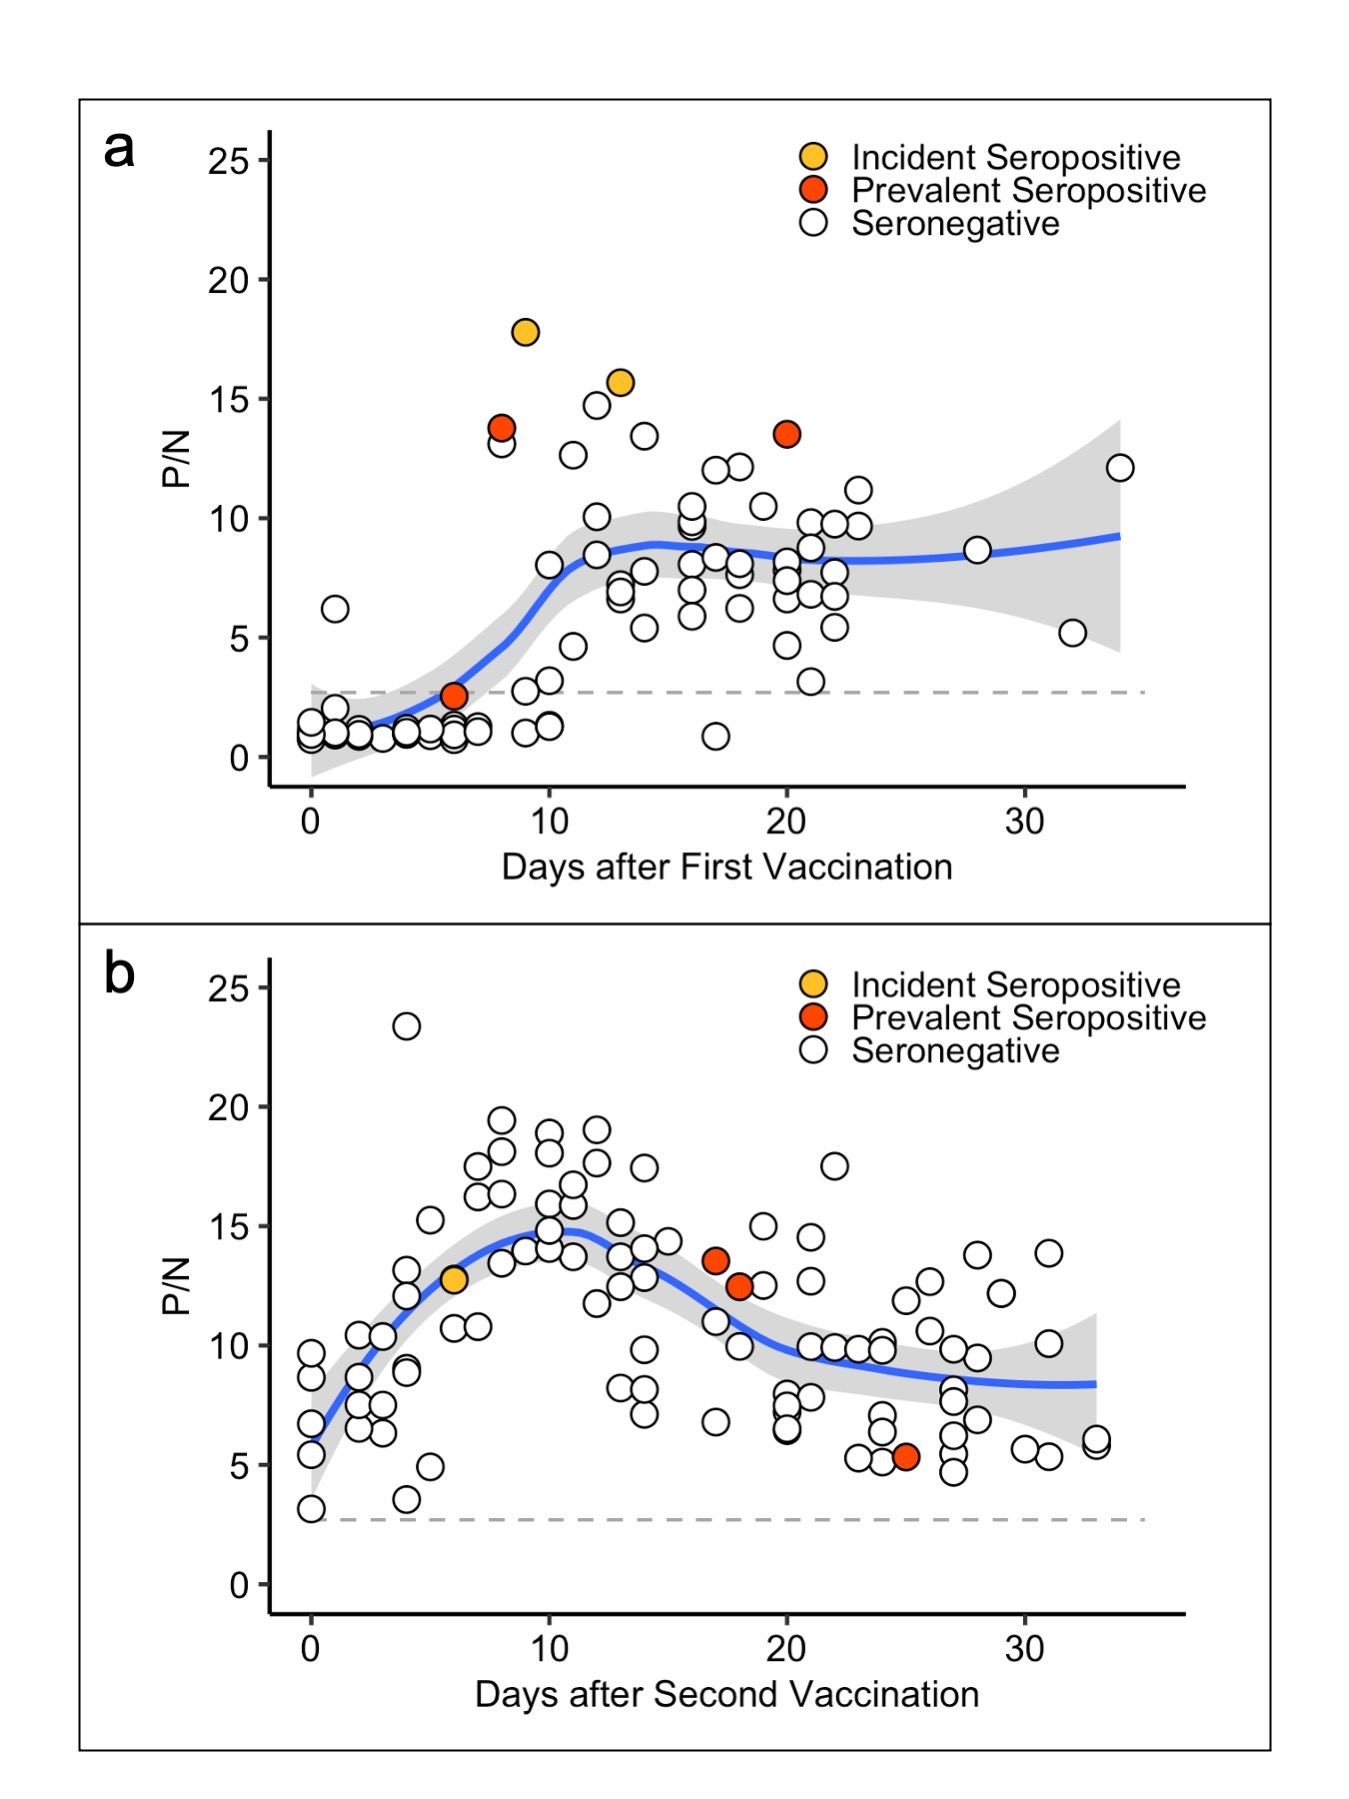 a
25
20
15
10
5
0
P/N
Incident Seropositive
Prevalent Seropositive
Seronegative
0 10 20 30
Days after First Vaccination
b
25
20
15
10
5
0
P/N
Incident Seropositive
Prevalent Seropositive
Seronegative
0 10 20 30
Days after Second Vaccination